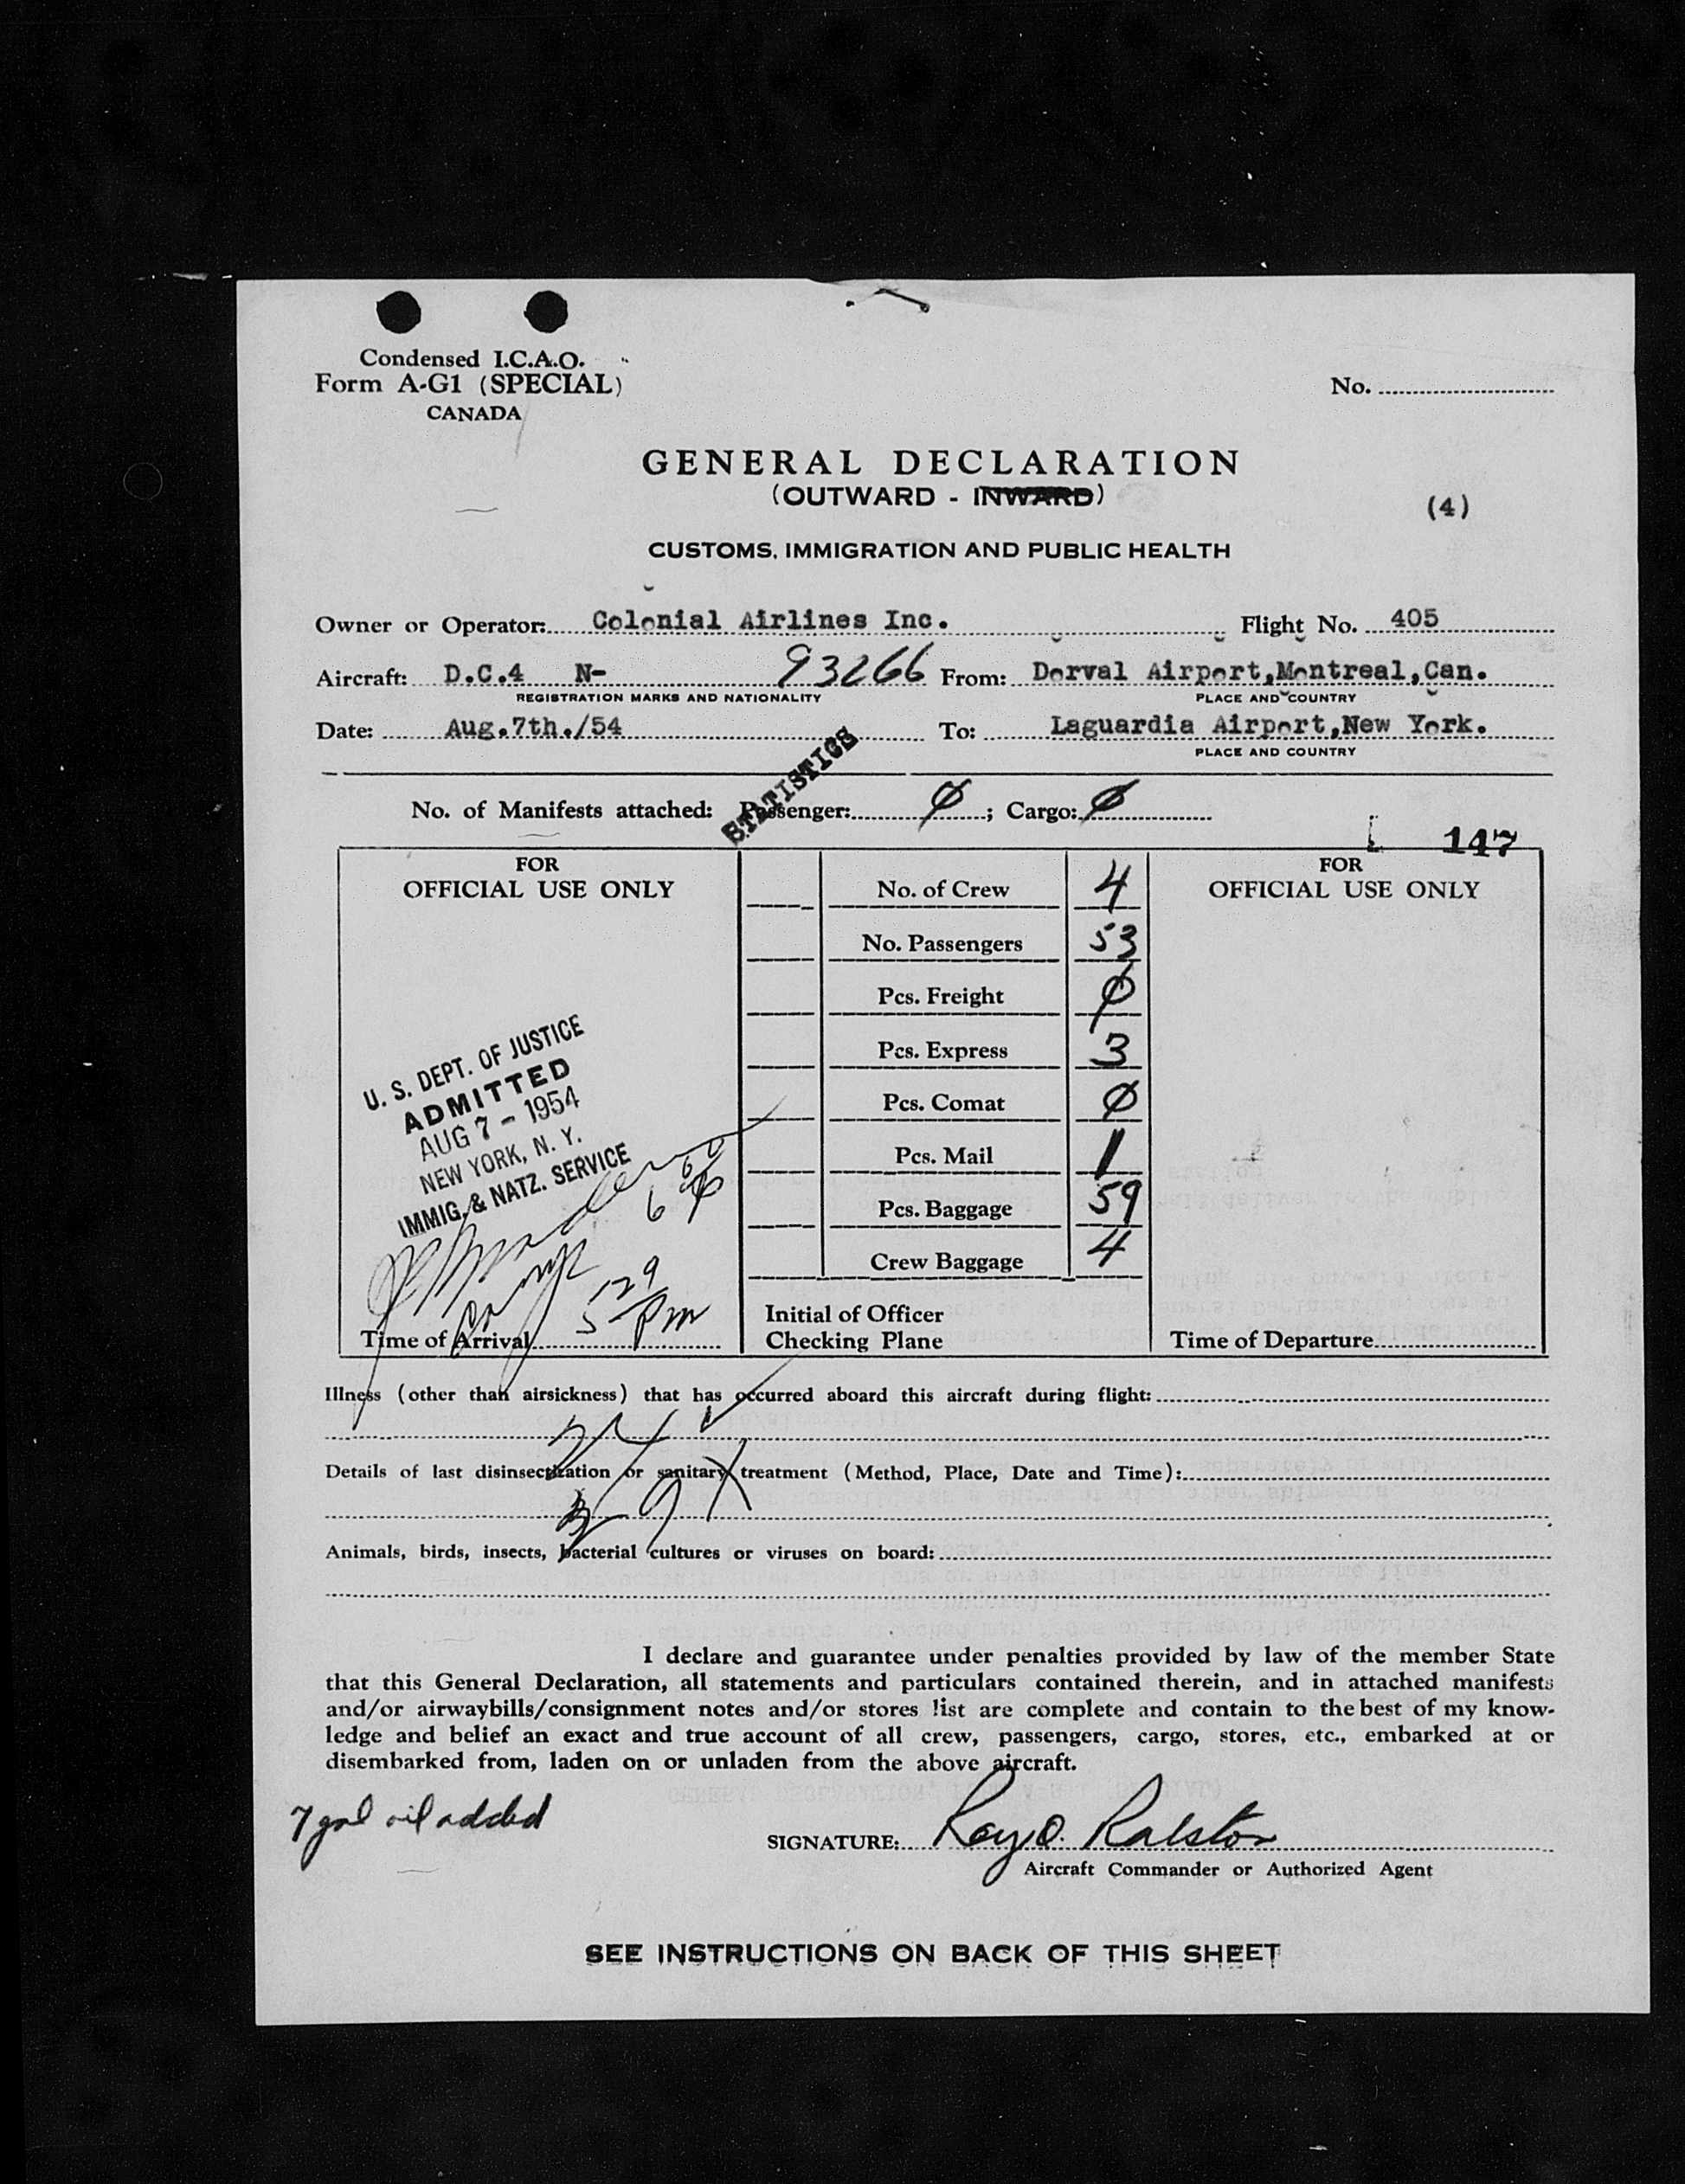 Condensed I.C.A.O.
Form A-G1 (SPECIAL)
CANADA
No.
GENERAL DECLARATION
(OUTWARD - INWARD)
(4)
CUSTOMS, IMMIGRATION AND PUBLIC HEALTH
Owner or Operator: Colonial Airlines Inc. Flight No. 405
Aircraft: D.C.4 N- 93266 From: Dorval Airport,Montreal,Can.
REGISTRATION MARKS AND NATIONALITY PLACE AND COUNTRY
Date: Aug.7th./54 To: Laguardia Airport,New York.
PLACE AND COUNTRY
STATISTICS
No. of Manifests attached: Passenger: Ø; Cargo: Ø
147
FOR
OFFICIAL USE ONLY
U. S. DEPT. OF JUSTICE
ADMITTED
AUG 7 - 1954
NEW YORK, N. Y.
IMMIG. & NATZ. SERVICE
Time of Arrival 5 29 pm
No. of Crew 4
No. Passengers 53
Pcs. Freight Ø
Pcs. Express 3
Pcs. Comat Ø
Pcs. Mail 1
Pcs. Baggage 59
Crew Baggage 4
Initial of Officer
Checking Plane
FOR
OFFICIAL USE ONLY
Time of Departure
Illness (other than airsickness) that has occurred aboard this aircraft during flight:
Details of last disinsectization or sanitary treatment (Method, Place, Date and Time):
Animals, birds, insects, bacterial cultures or viruses on board:
I declare and guarantee under penalties provided by law of the member State
that this General Declaration, all statements and particulars contained therein, and in attached manifests
and/or airwaybills/consignment notes and/or stores list are complete and contain to the best of my know-
ledge and belief an exact and true account of all crew, passengers, cargo, stores, etc., embarked at or
disembarked from, laden on or unladen from the above aircraft.
7 gal oil added
SIGNATURE: Ray O. Ralston
Aircraft Commander or Authorized Agent
SEE INSTRUCTIONS ON BACK OF THIS SHEET